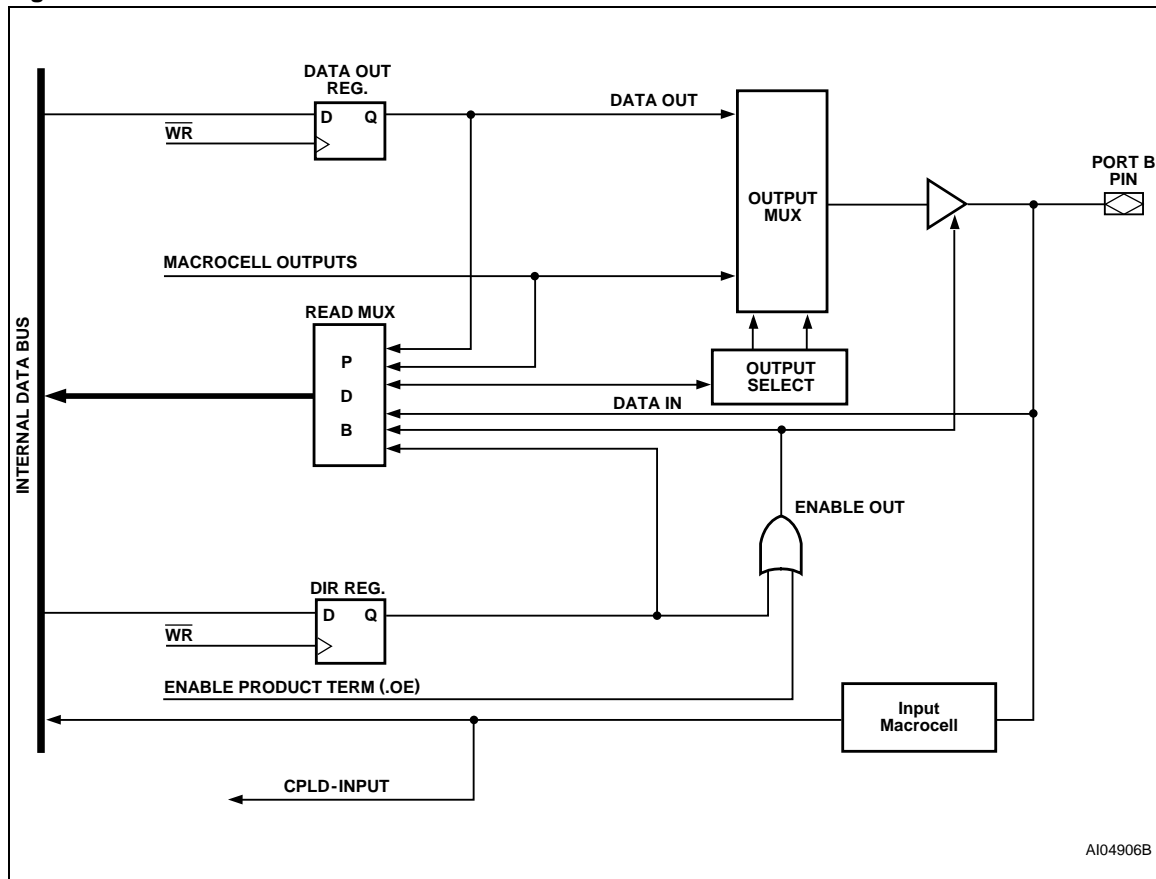 DATA OUT
REG.
D Q
WR
DATA OUT
OUTPUT
MUX
PORT B
PIN
MACROCELL OUTPUTS
READ MUX
P
D
B
OUTPUT
SELECT
DATA IN
INTERNAL DATA BUS
ENABLE OUT
DIR REG.
D Q
WR
ENABLE PRODUCT TERM (.OE)
Input
Macrocell
CPLD-INPUT
AI04906B